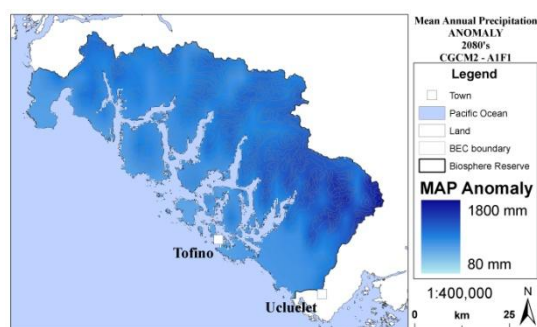 Mean Annual Precipitation
ANOMALY
2080's
CGCM2 - A1F1
Legend
Town
Pacific Ocean
Land
BEC boundary
Biosphere Reserve
MAP Anomaly
1800 mm
80 mm
1:400,000
N
0 km 25
Tofino
Ucluelet